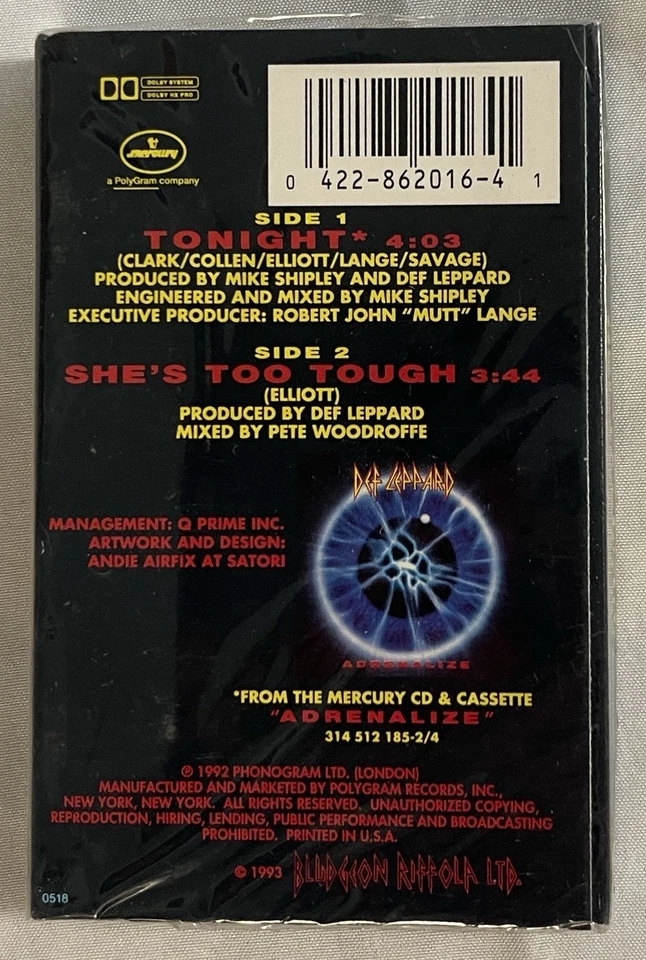 DOLBY SYSTEM
DOLBY HX PRO
mercury
a PolyGram company
0 422-862016-4 1
SIDE 1
TONIGHT* 4:03
(CLARK/COLLEN/ELLIOTT/LANGE/SAVAGE)
PRODUCED BY MIKE SHIPLEY AND DEF LEPPARD
ENGINEERED AND MIXED BY MIKE SHIPLEY
EXECUTIVE PRODUCER: ROBERT JOHN "MUTT" LANGE
SIDE 2
SHE'S TOO TOUGH 3:44
(ELLIOTT)
PRODUCED BY DEF LEPPARD
MIXED BY PETE WOODROFFE
DEF LEPPARD
MANAGEMENT: Q PRIME INC.
ARTWORK AND DESIGN:
ANDIE AIRFIX AT SATORI
ADRENALIZE
*FROM THE MERCURY CD & CASSETTE
"ADRENALIZE"
314 512 185-2/4
℗ 1992 PHONOGRAM LTD. (LONDON)
MANUFACTURED AND MARKETED BY POLYGRAM RECORDS, INC.,
NEW YORK, NEW YORK. ALL RIGHTS RESERVED. UNAUTHORIZED COPYING,
REPRODUCTION, HIRING, LENDING, PUBLIC PERFORMANCE AND BROADCASTING
PROHIBITED. PRINTED IN U.S.A.
© 1993 BLUDGEON RIFFOLA LTD.
0518